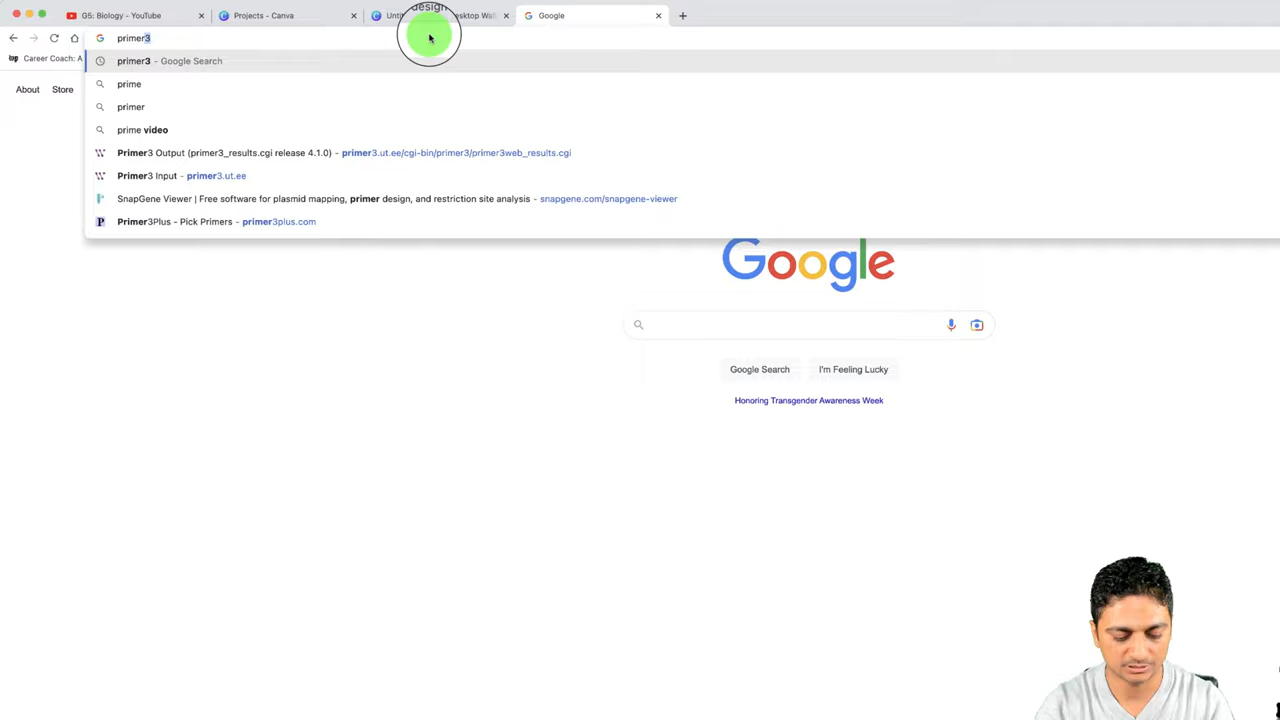 design
G5: Biology - YouTube
Projects - Canva
Desktop Wal
Google
primer3
Career Coach: A
primer3 - Google Search
prime
primer
prime video
Primer3 Output (primer3_results.cgi release 4.1.0) - primer3.ut.ee/cgi-bin/primer3/primer3web_results.cgi
Primer3 Input - primer3.ut.ee
SnapGene Viewer | Free software for plasmid mapping, primer design, and restriction site analysis - snapgene.com/snapgene-viewer
Primer3Plus - Pick Primers - primer3plus.com
About Store
Google
Google Search I'm Feeling Lucky
Honoring Transgender Awareness Week